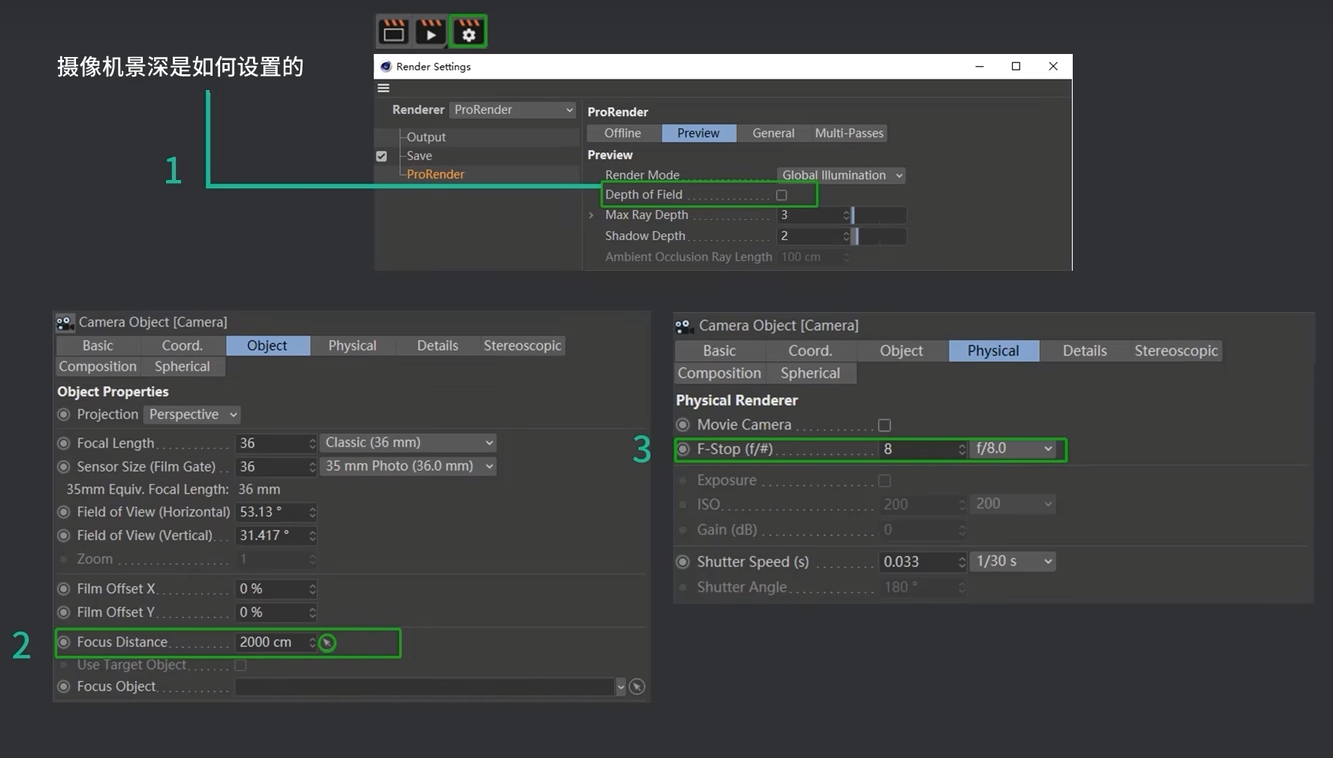 摄像机景深是如何设置的
Render Settings
Renderer ProRender
Output
Save
ProRender
ProRender
Offline Preview General Multi-Passes
Preview
Render Mode Global Illumination
Depth of Field
Max Ray Depth 3
Shadow Depth 2
Ambient Occlusion Ray Length 100 cm
1
Camera Object [Camera]
Basic Coord. Object Physical Details Stereoscopic
Composition Spherical
Object Properties
Projection Perspective
Focal Length 36 Classic (36 mm)
Sensor Size (Film Gate) 36 35 mm Photo (36.0 mm)
35mm Equiv. Focal Length: 36 mm
Field of View (Horizontal) 53.13 °
Field of View (Vertical) 31.417 °
Zoom 1
Film Offset X 0 %
Film Offset Y 0 %
2
Focus Distance 2000 cm
Use Target Object
Focus Object
Camera Object [Camera]
Basic Coord. Object Physical Details Stereoscopic
Composition Spherical
Physical Renderer
Movie Camera
3
F-Stop (f/#) 8 f/8.0
Exposure
ISO 200 200
Gain (dB) 0
Shutter Speed (s) 0.033 1/30 s
Shutter Angle 180 °